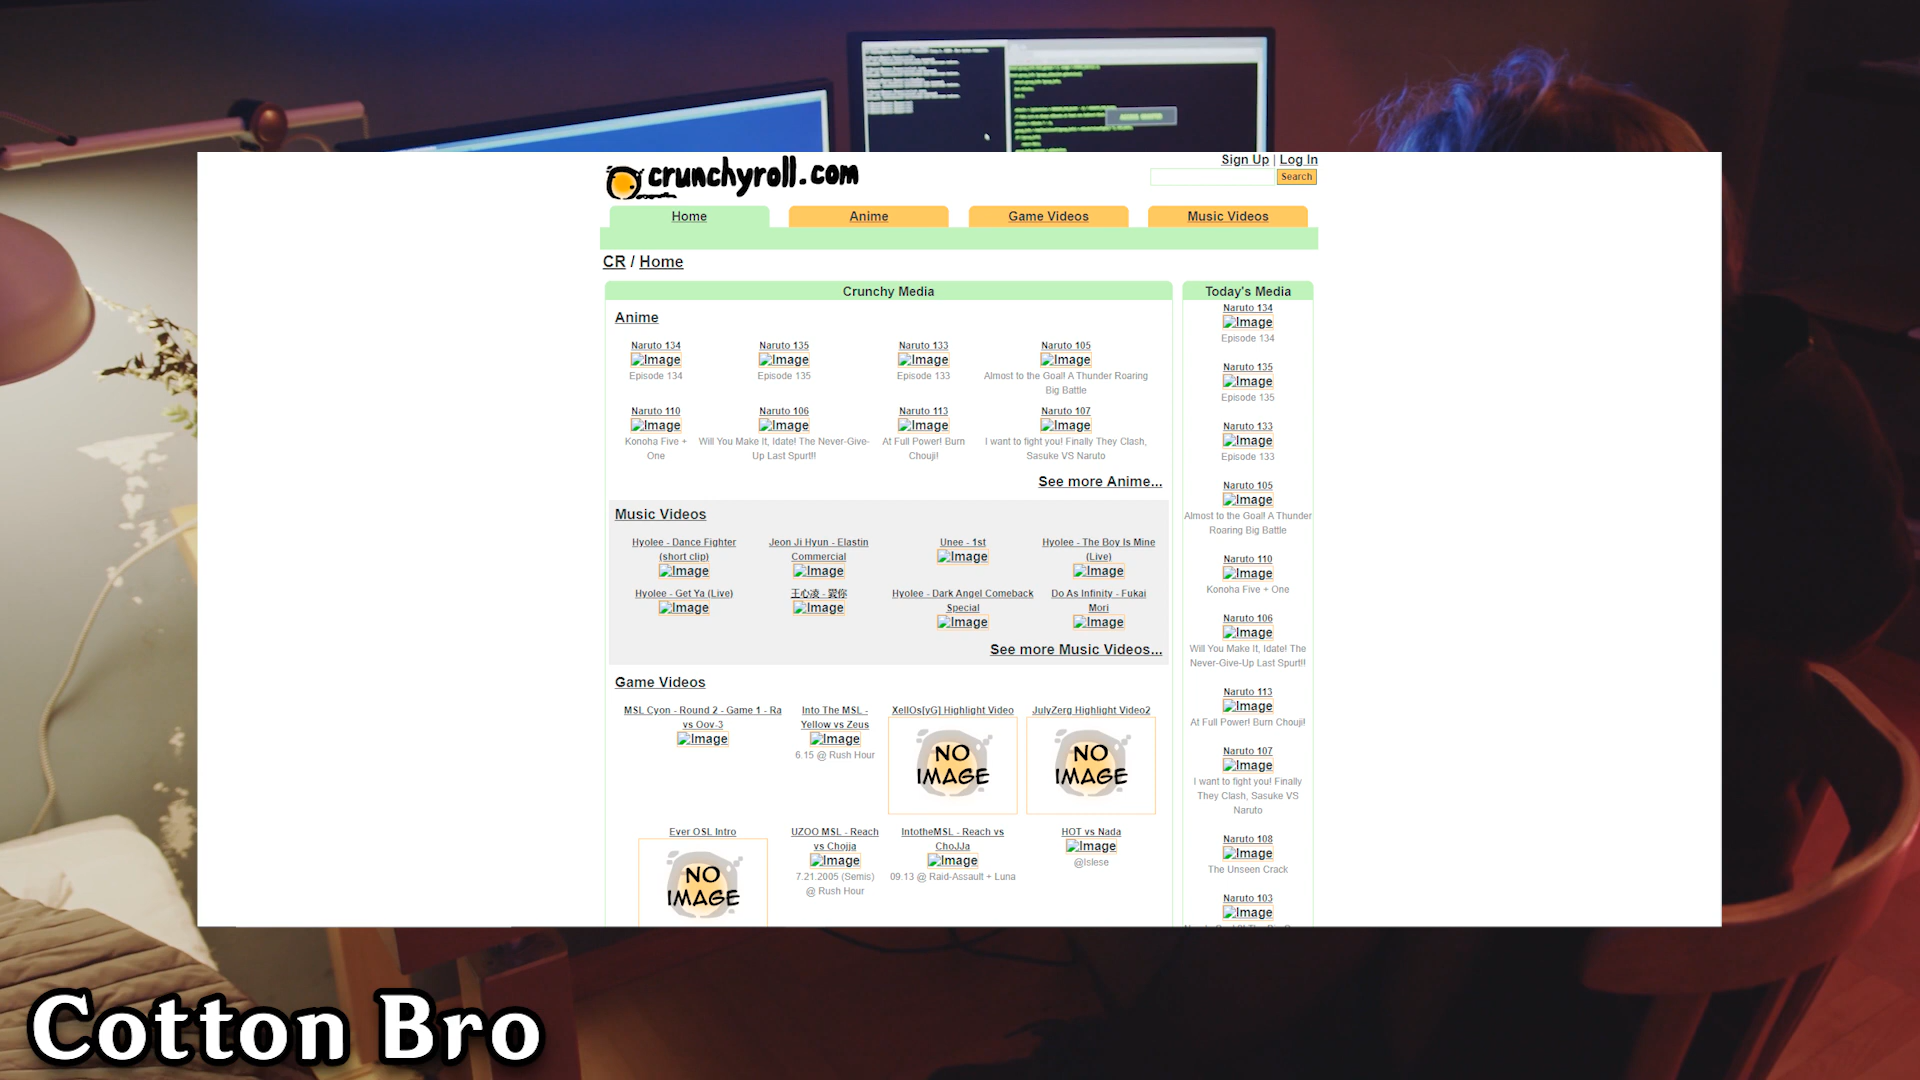 crunchyroll.com
Sign Up | Log In
Search
Home
Anime
Game Videos
Music Videos
CR / Home
Crunchy Media
Anime
Naruto 134
Image
Episode 134
Naruto 135
Image
Episode 135
Naruto 133
Image
Episode 133
Naruto 105
Image
Almost to the Goal! A Thunder Roaring
Big Battle
Naruto 110
Image
Konoha Five +
One
Naruto 106
Image
Will You Make It, Idate! The Never-Give-
Up Last Spurt!!
Naruto 113
Image
At Full Power! Burn
Chouji!
Naruto 107
Image
I want to fight you! Finally They Clash,
Sasuke VS Naruto
See more Anime...
Music Videos
Hyolee - Dance Fighter
(short clip)
Image
Jeon Ji Hyun - Elastin
Commercial
Image
Unee - 1st
Image
Hyolee - The Boy Is Mine
(Live)
Image
Hyolee - Get Ya (Live)
Image
王心凌 - 愛你
Image
Hyolee - Dark Angel Comeback
Special
Image
Do As Infinity - Fukai
Mori
Image
See more Music Videos...
Game Videos
MSL Cyon - Round 2 - Game 1 - Ra
vs Oov-3
Image
Into The MSL -
Yellow vs Zeus
Image
6.15 @ Rush Hour
XellOs[yG] Highlight Video
NO
IMAGE
JulyZerg Highlight Video2
NO
IMAGE
Ever OSL Intro
NO
IMAGE
UZOO MSL - Reach
vs Chojja
Image
7.21.2005 (Semis)
@ Rush Hour
IntotheMSL - Reach vs
ChoJJa
Image
09.13 @ Raid-Assault + Luna
HOT vs Nada
Image
@Islese
Today's Media
Naruto 134
Image
Episode 134
Naruto 135
Image
Episode 135
Naruto 133
Image
Episode 133
Naruto 105
Image
Almost to the Goal! A Thunder
Roaring Big Battle
Naruto 110
Image
Konoha Five + One
Naruto 106
Image
Will You Make It, Idate! The
Never-Give-Up Last Spurt!!
Naruto 113
Image
At Full Power! Burn Chouji!
Naruto 107
Image
I want to fight you! Finally
They Clash, Sasuke VS
Naruto
Naruto 108
Image
The Unseen Crack
Naruto 103
Image
Cotton Bro